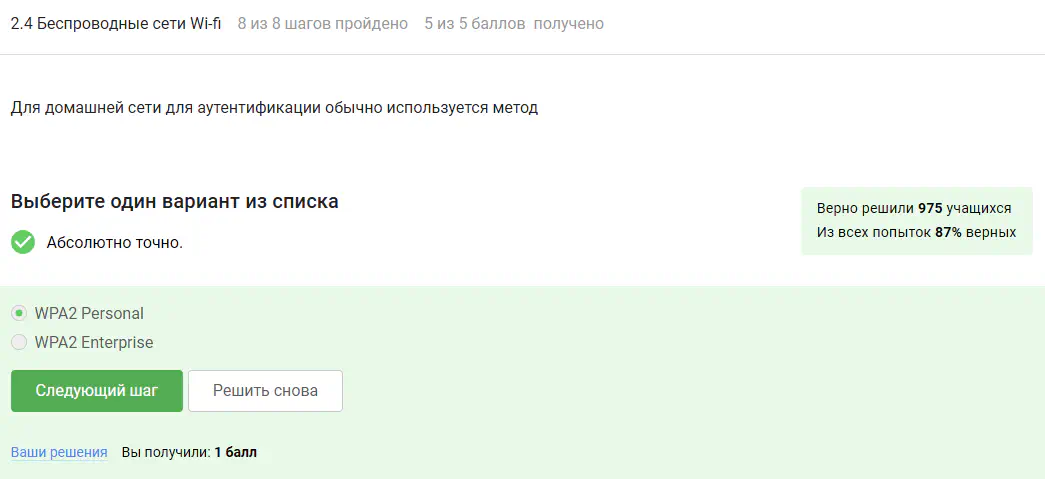 2.4 Беспроводные сети Wi-fi 8 из 8 шагов пройдено 5 из 5 баллов получено
Для домашней сети для аутентификации обычно используется метод
Выберите один вариант из списка
Абсолютно точно.
Верно решили 975 учащихся
Из всех попыток 87% верных
WPA2 Personal
WPA2 Enterprise
Следующий шаг Решить снова
Ваши решения Вы получили: 1 балл